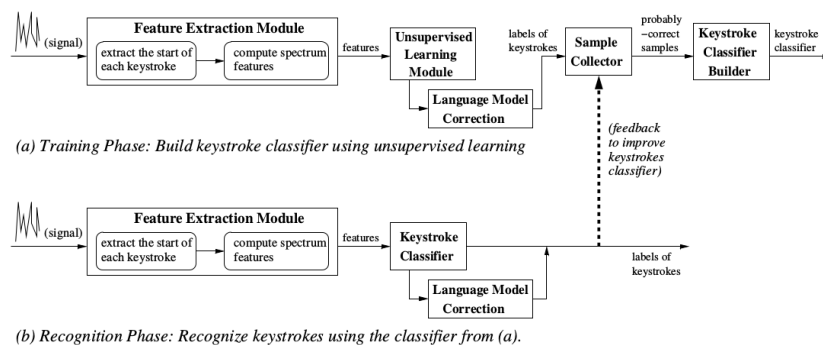 (signal)
Feature Extraction Module
extract the start of
each keystroke
compute spectrum
features
features
Unsupervised
Learning
Module
Language Model
Correction
labels of
keystrokes
Sample
Collector
probably
-correct
samples
Keystroke
Classifier
Builder
keystroke
classifier
(a) Training Phase: Build keystroke classifier using unsupervised learning
(feedback
to improve
keystrokes
classifier)
(signal)
Feature Extraction Module
extract the start of
each keystroke
compute spectrum
features
features
Keystroke
Classifier
Language Model
Correction
labels of
keystrokes
(b) Recognition Phase: Recognize keystrokes using the classifier from (a).